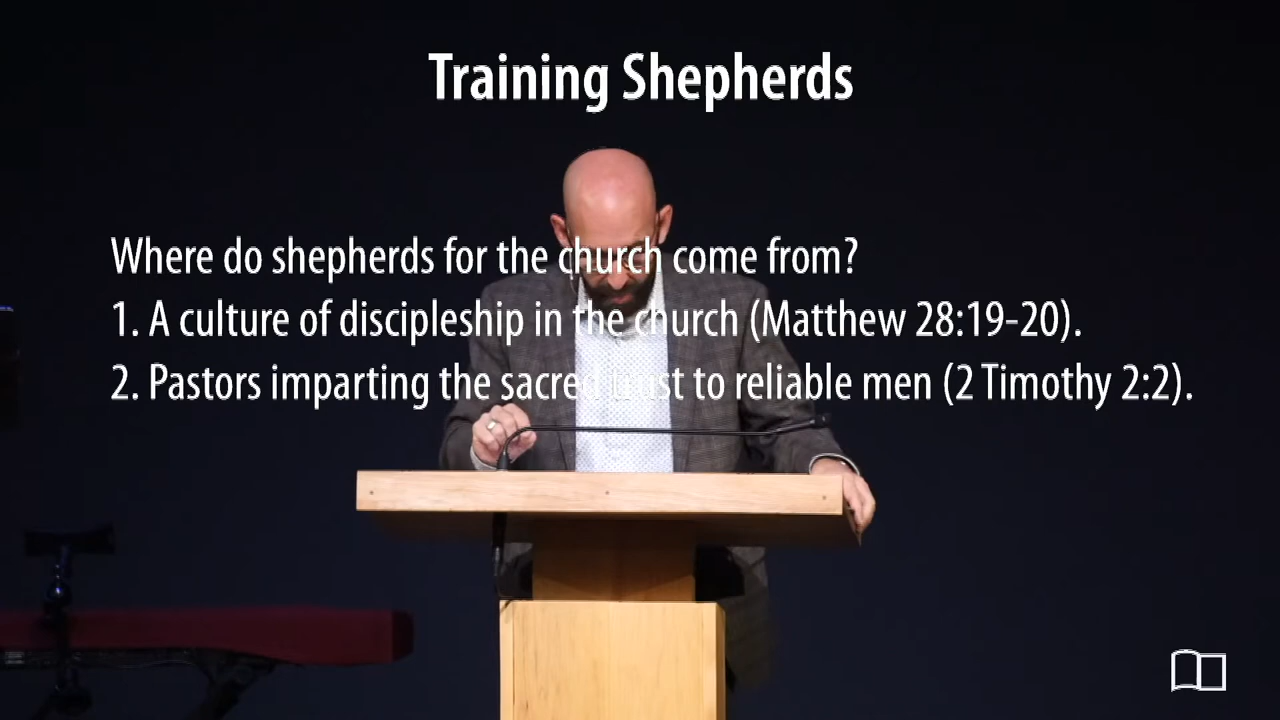 Training Shepherds
Where do shepherds for the church come from?
1. A culture of discipleship in the church (Matthew 28:19-20).
2. Pastors imparting the sacred trust to reliable men (2 Timothy 2:2).